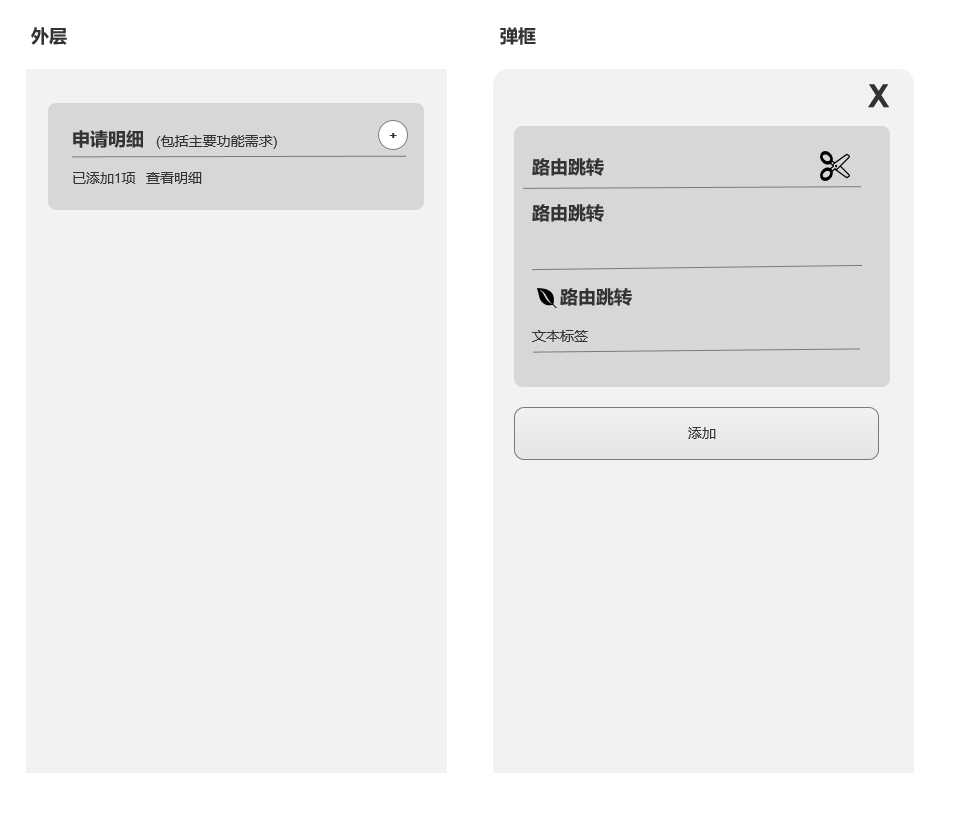 外层
申请明细 (包括主要功能需求) +
已添加1项 查看明细
弹框
X
路由跳转
路由跳转
路由跳转
文本标签
添加